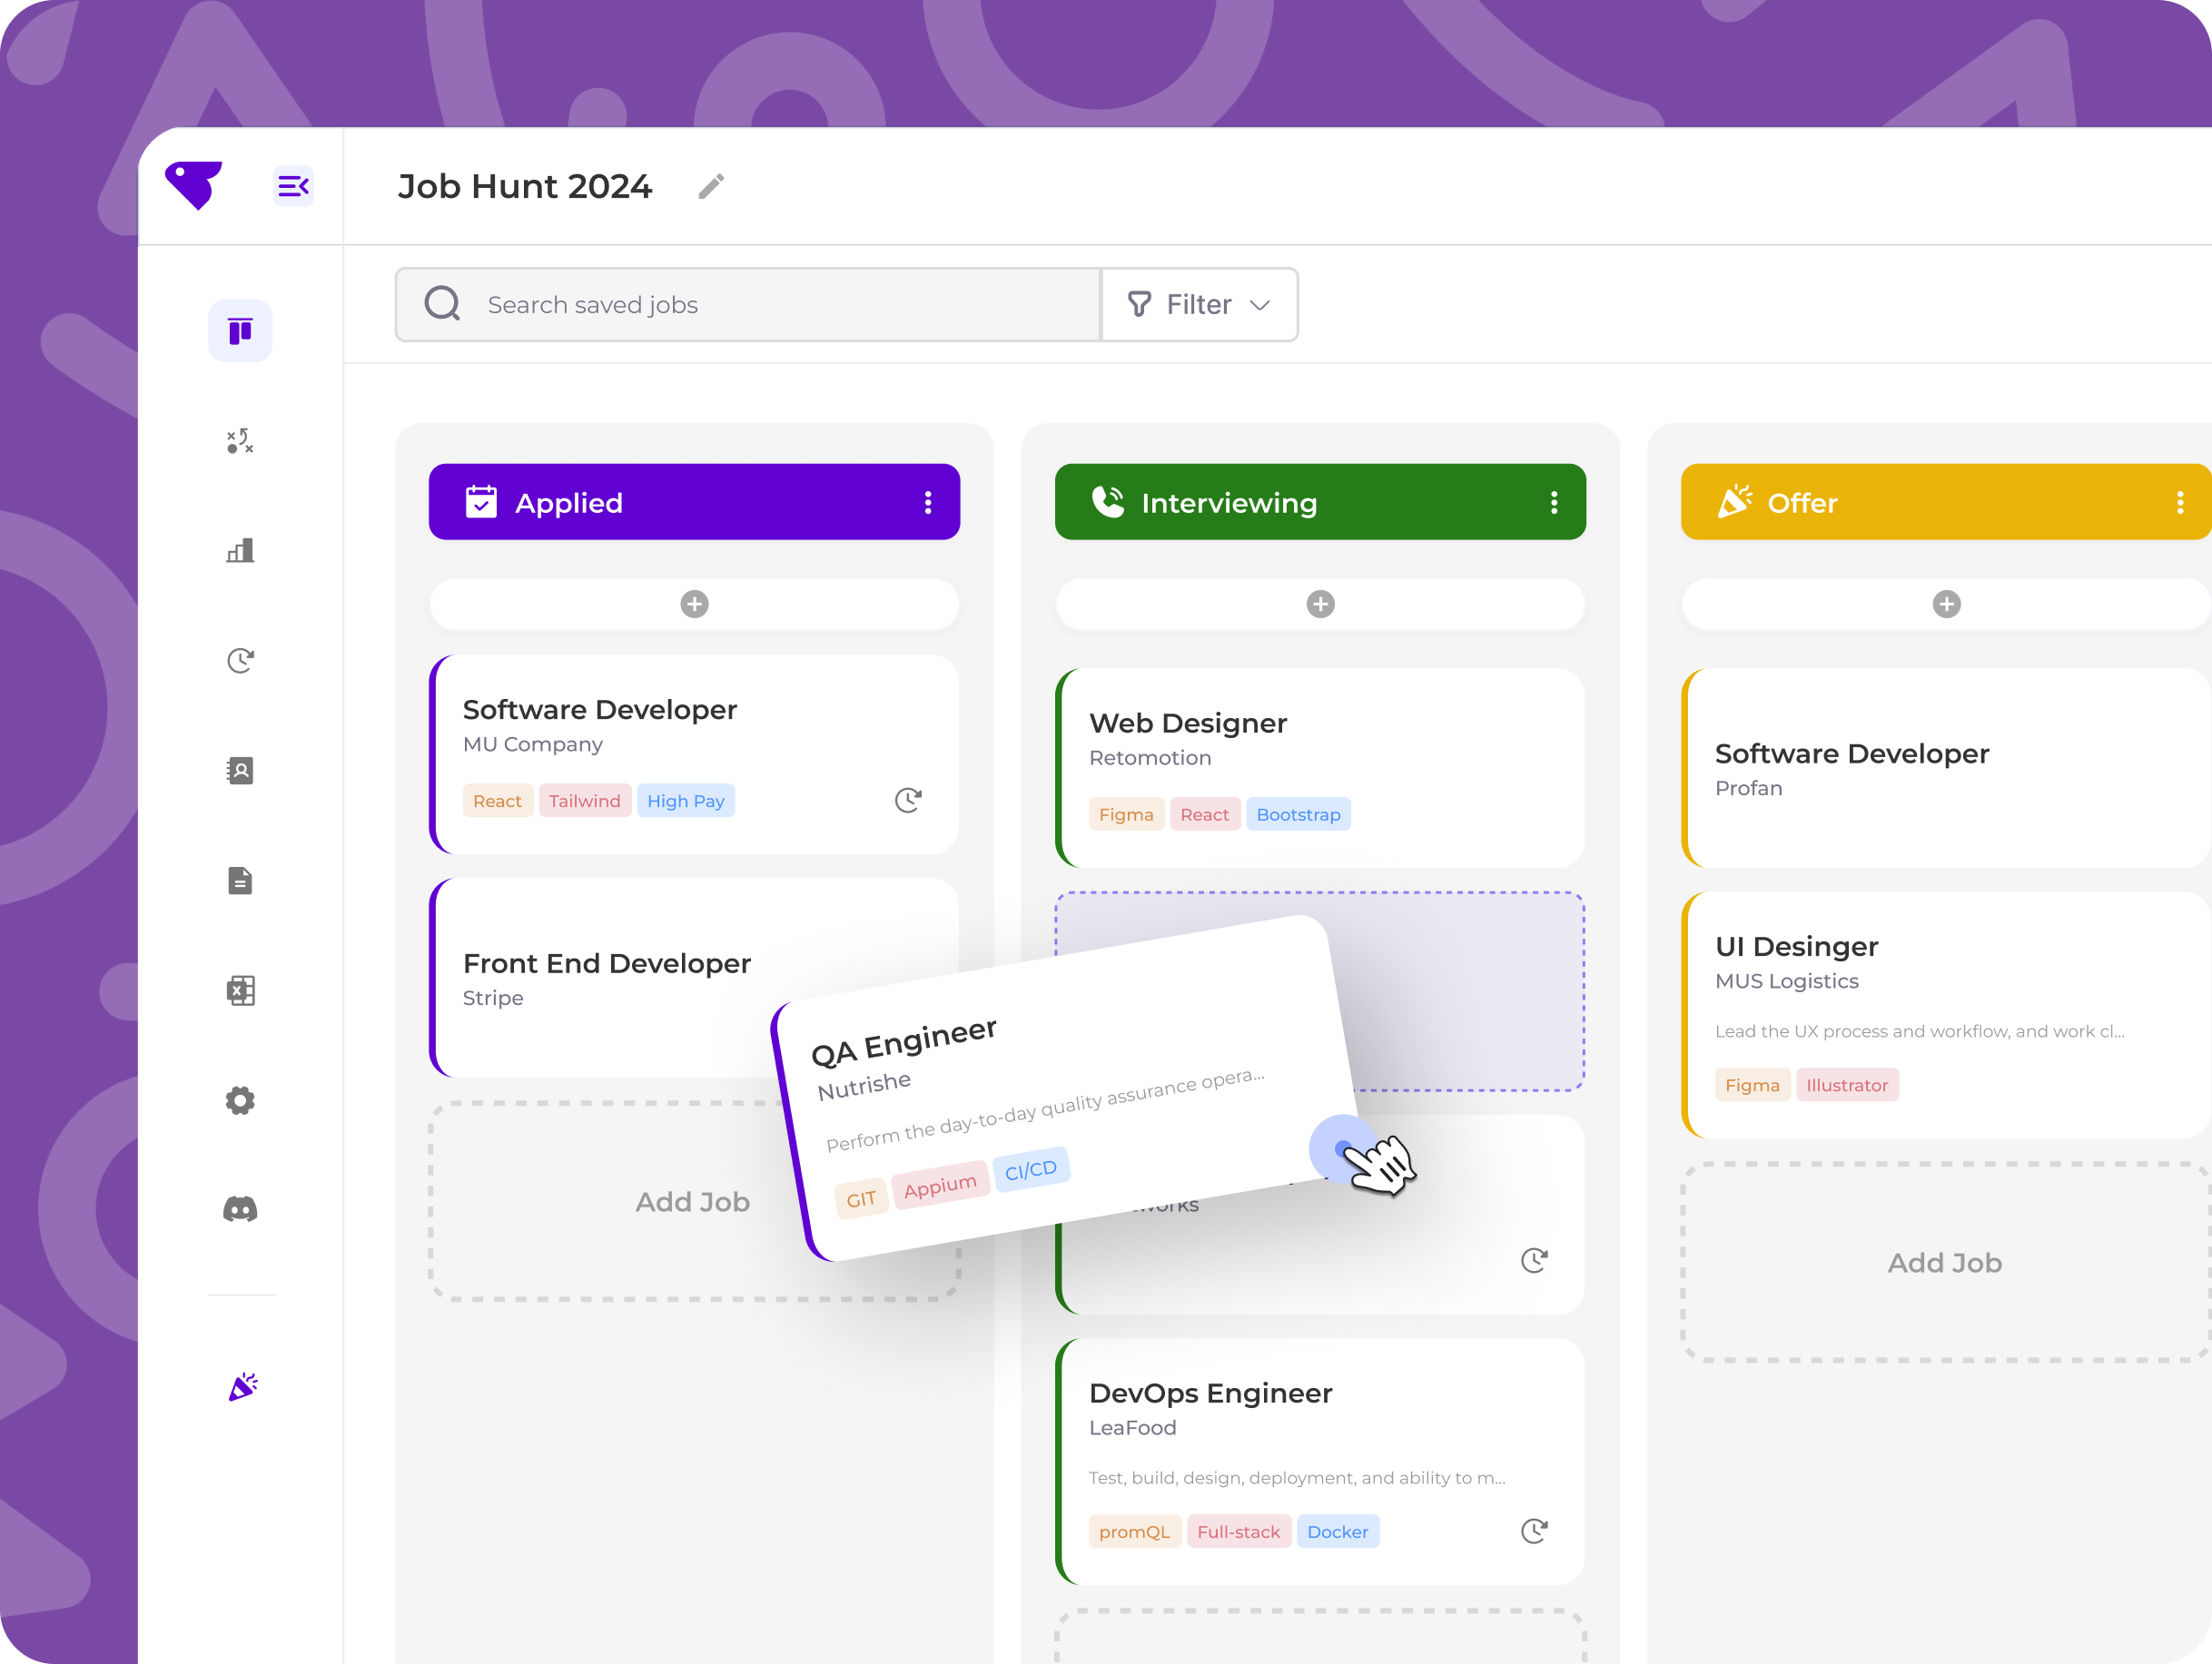 Job Hunt 2024
Search saved jobs
Filter
Applied
Software Developer
MU Company
React Tailwind High Pay
Front End Developer
Stripe
Add Job
QA Engineer
Nutrishe
Perform the day-to-day quality assurance opera...
GIT Appium CI/CD
Interviewing
Web Designer
Retomotion
Figma React Bootstrap
DevOps Engineer
LeaFood
Test, build, design, deployment, and ability to m...
promQL Full-stack Docker
Offer
Software Developer
Profan
UI Desinger
MUS Logistics
Lead the UX process and workflow, and work cl...
Figma Illustrator
Add Job